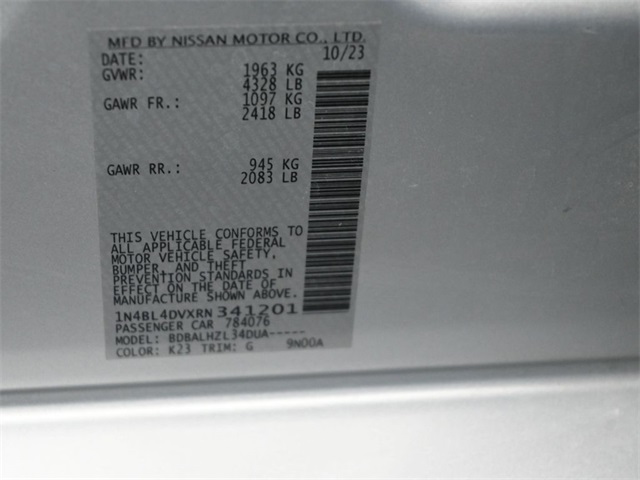 MFD BY NISSAN MOTOR CO., LTD.
DATE: 10/23
GVWR: 1963 KG
4328 LB
GAWR FR.: 1097 KG
2418 LB
GAWR RR.: 945 KG
2083 LB
THIS VEHICLE CONFORMS TO
ALL APPLICABLE FEDERAL
MOTOR VEHICLE SAFETY,
BUMPER, AND THEFT
PREVENTION STANDARDS IN
EFFECT ON THE DATE OF
MANUFACTURE SHOWN ABOVE.
1N4BL4DVXRN341201
PASSENGER CAR 784076
MODEL: BDBALHZL34DUA-----
COLOR: K23 TRIM: G 9N00A